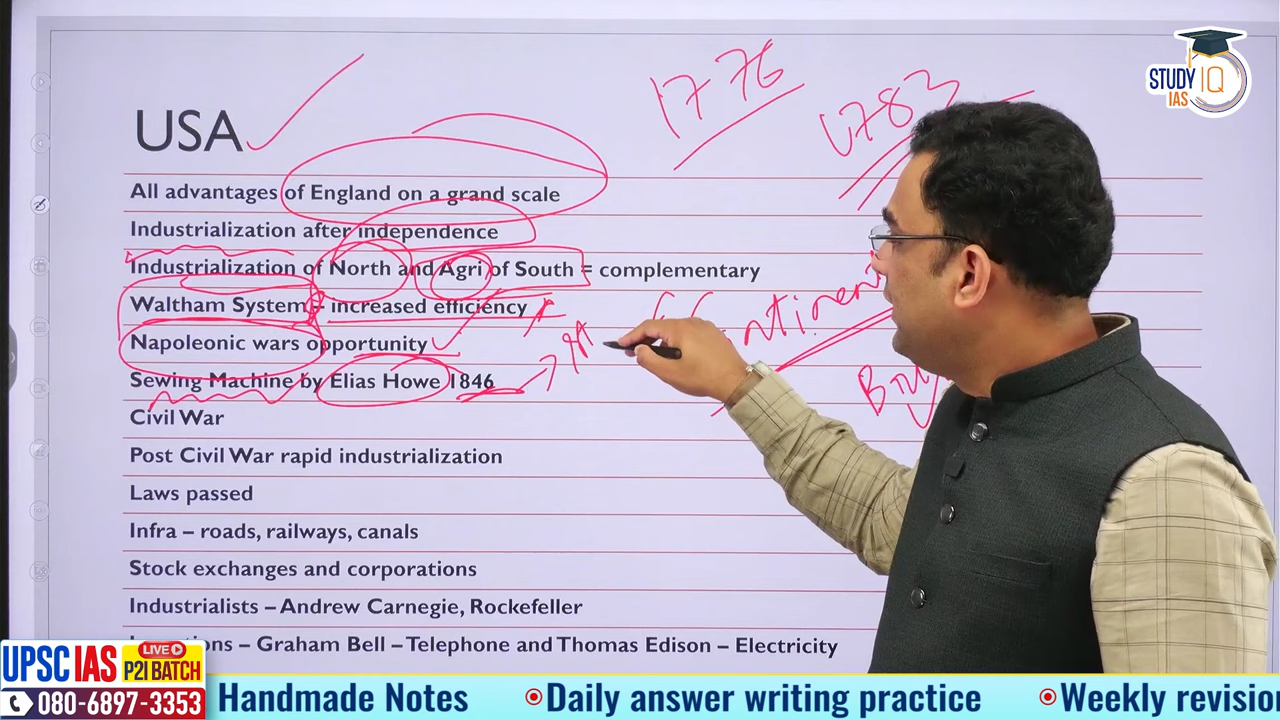 1776
1783
STUDY IQ
IAS
USA
All advantages of England on a grand scale
Industrialization after independence
Industrialization of North and Agri of South = complementary
Waltham System – increased efficiency
Napoleonic wars opportunity
Sewing Machine by Elias Howe 1846
Civil War
Post Civil War rapid industrialization
Laws passed
Infra – roads, railways, canals
Stock exchanges and corporations
Industrialists – Andrew Carnegie, Rockefeller
– Graham Bell – Telephone and Thomas Edison – Electricity
UPSC IAS LIVE P2I BATCH
080-6897-3353
Handmade Notes Daily answer writing practice Weekly revision